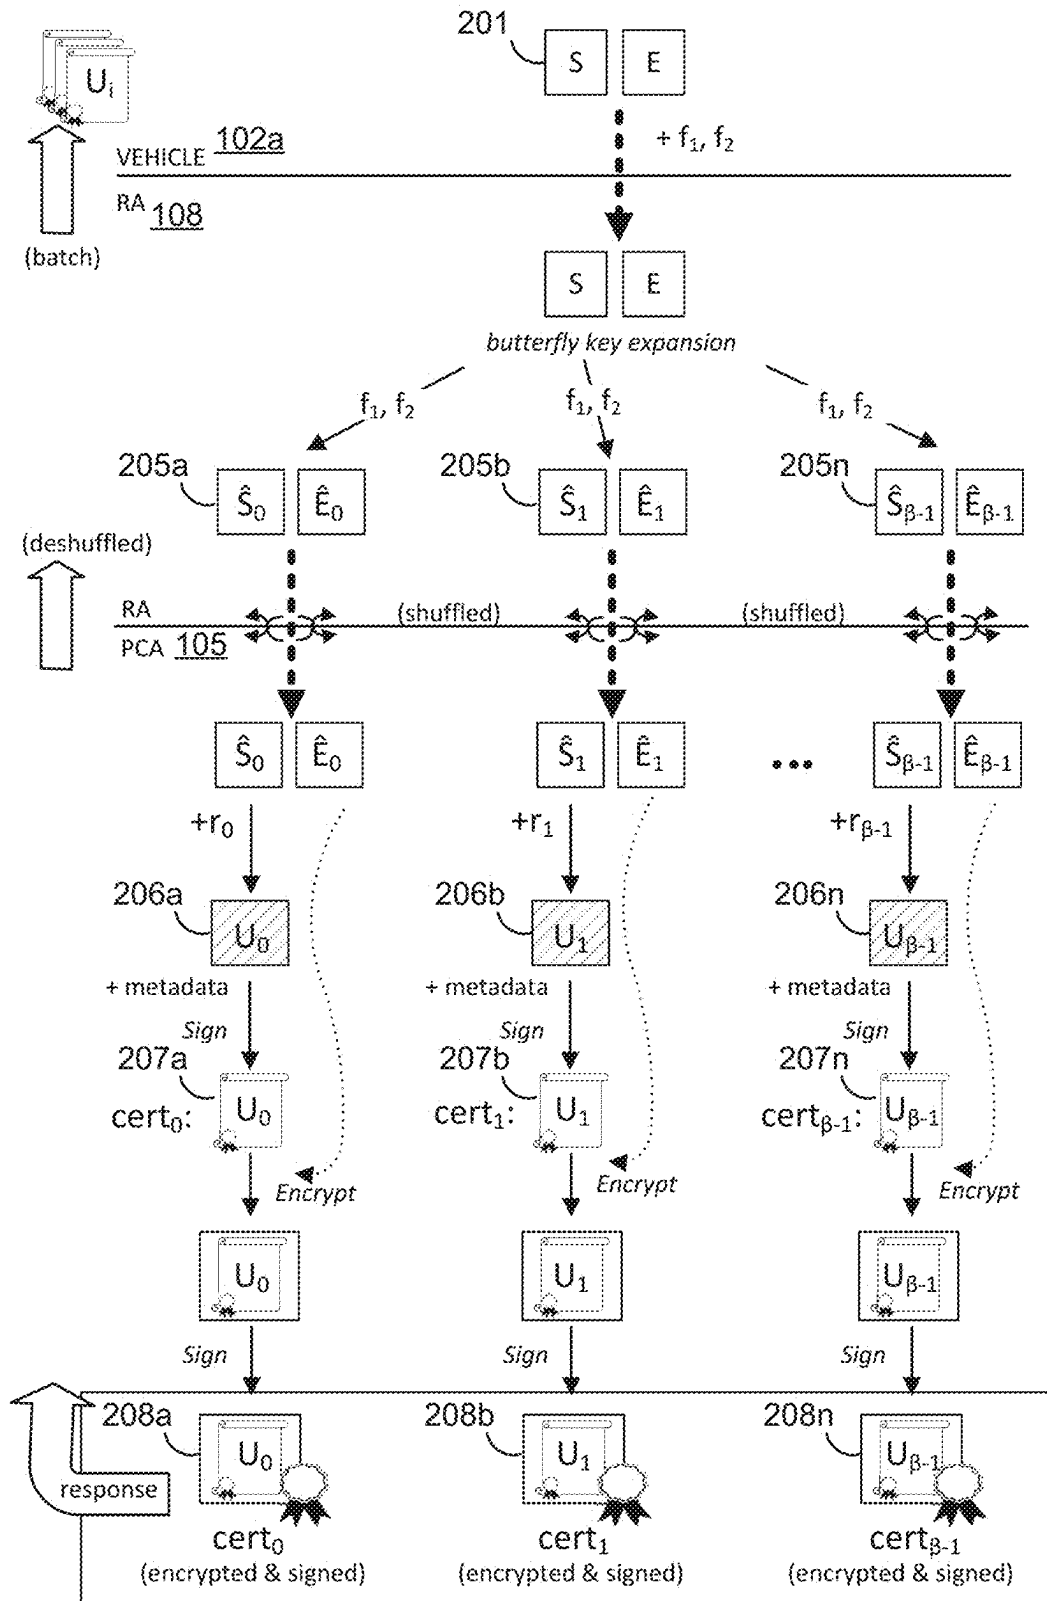 201
S E
U_i
+ f₁, f₂
VEHICLE 102a
RA 108
(batch)
S E
butterfly key expansion
f₁, f₂ f₁, f₂ f₁, f₂
205a 205b 205n
Ŝ₀ Ê₀ Ŝ₁ Ê₁ Ŝβ-1 Êβ-1
(deshuffled)
RA (shuffled) (shuffled)
PCA 105
Ŝ₀ Ê₀ Ŝ₁ Ê₁ ... Ŝβ-1 Êβ-1
+r₀ +r₁ +rβ-1
206a 206b 206n
U₀ U₁ Uβ-1
+ metadata + metadata + metadata
Sign Sign Sign
207a 207b 207n
cert₀: U₀ cert₁: U₁ certβ-1: Uβ-1
Encrypt Encrypt Encrypt
U₀ U₁ Uβ-1
Sign Sign Sign
208a 208b 208n
U₀ U₁ Uβ-1
response
cert₀ cert₁ certβ-1
(encrypted & signed) (encrypted & signed) (encrypted & signed)